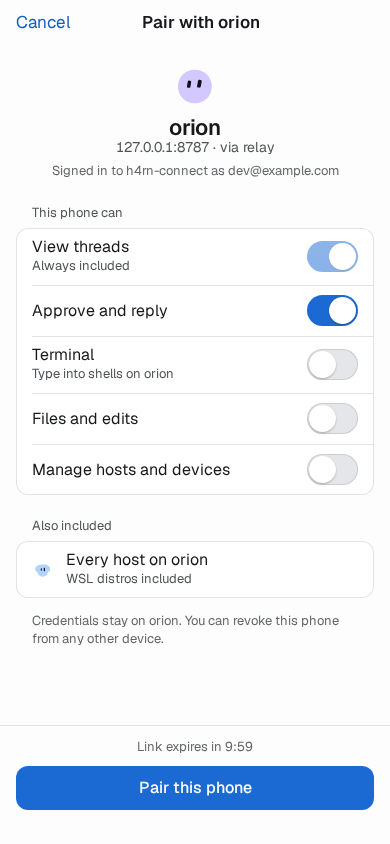 Cancel
Pair with orion
orion
127.0.0.1:8787 · via relay
Signed in to h4rn-connect as dev@example.com
This phone can
View threads
Always included
Approve and reply
Terminal
Type into shells on orion
Files and edits
Manage hosts and devices
Also included
Every host on orion
WSL distros included
Credentials stay on orion. You can revoke this phone
from any other device.
Link expires in 9:59
Pair this phone